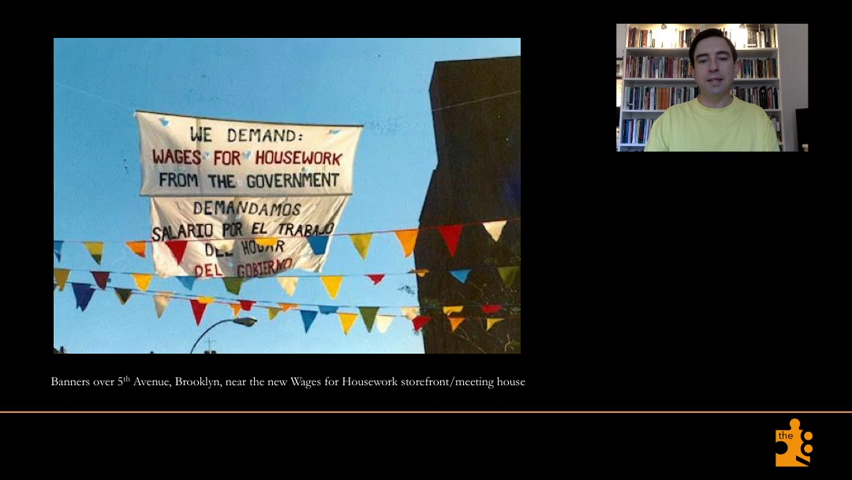 WE DEMAND:
WAGES FOR HOUSEWORK
FROM THE GOVERNMENT
DEMANDAMOS
SALARIO POR EL TRABAJO
DEL HOGAR
DEL GOBIERNO
Banners over 5th Avenue, Brooklyn, near the new Wages for Housework storefront/meeting house
the